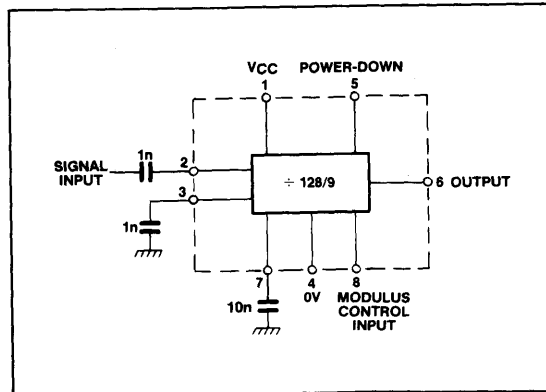 VCC POWER-DOWN
1 5
1n
SIGNAL INPUT
2
÷ 128/9
6 OUTPUT
3
1n
7 4 8
0V MODULUS CONTROL INPUT
10n